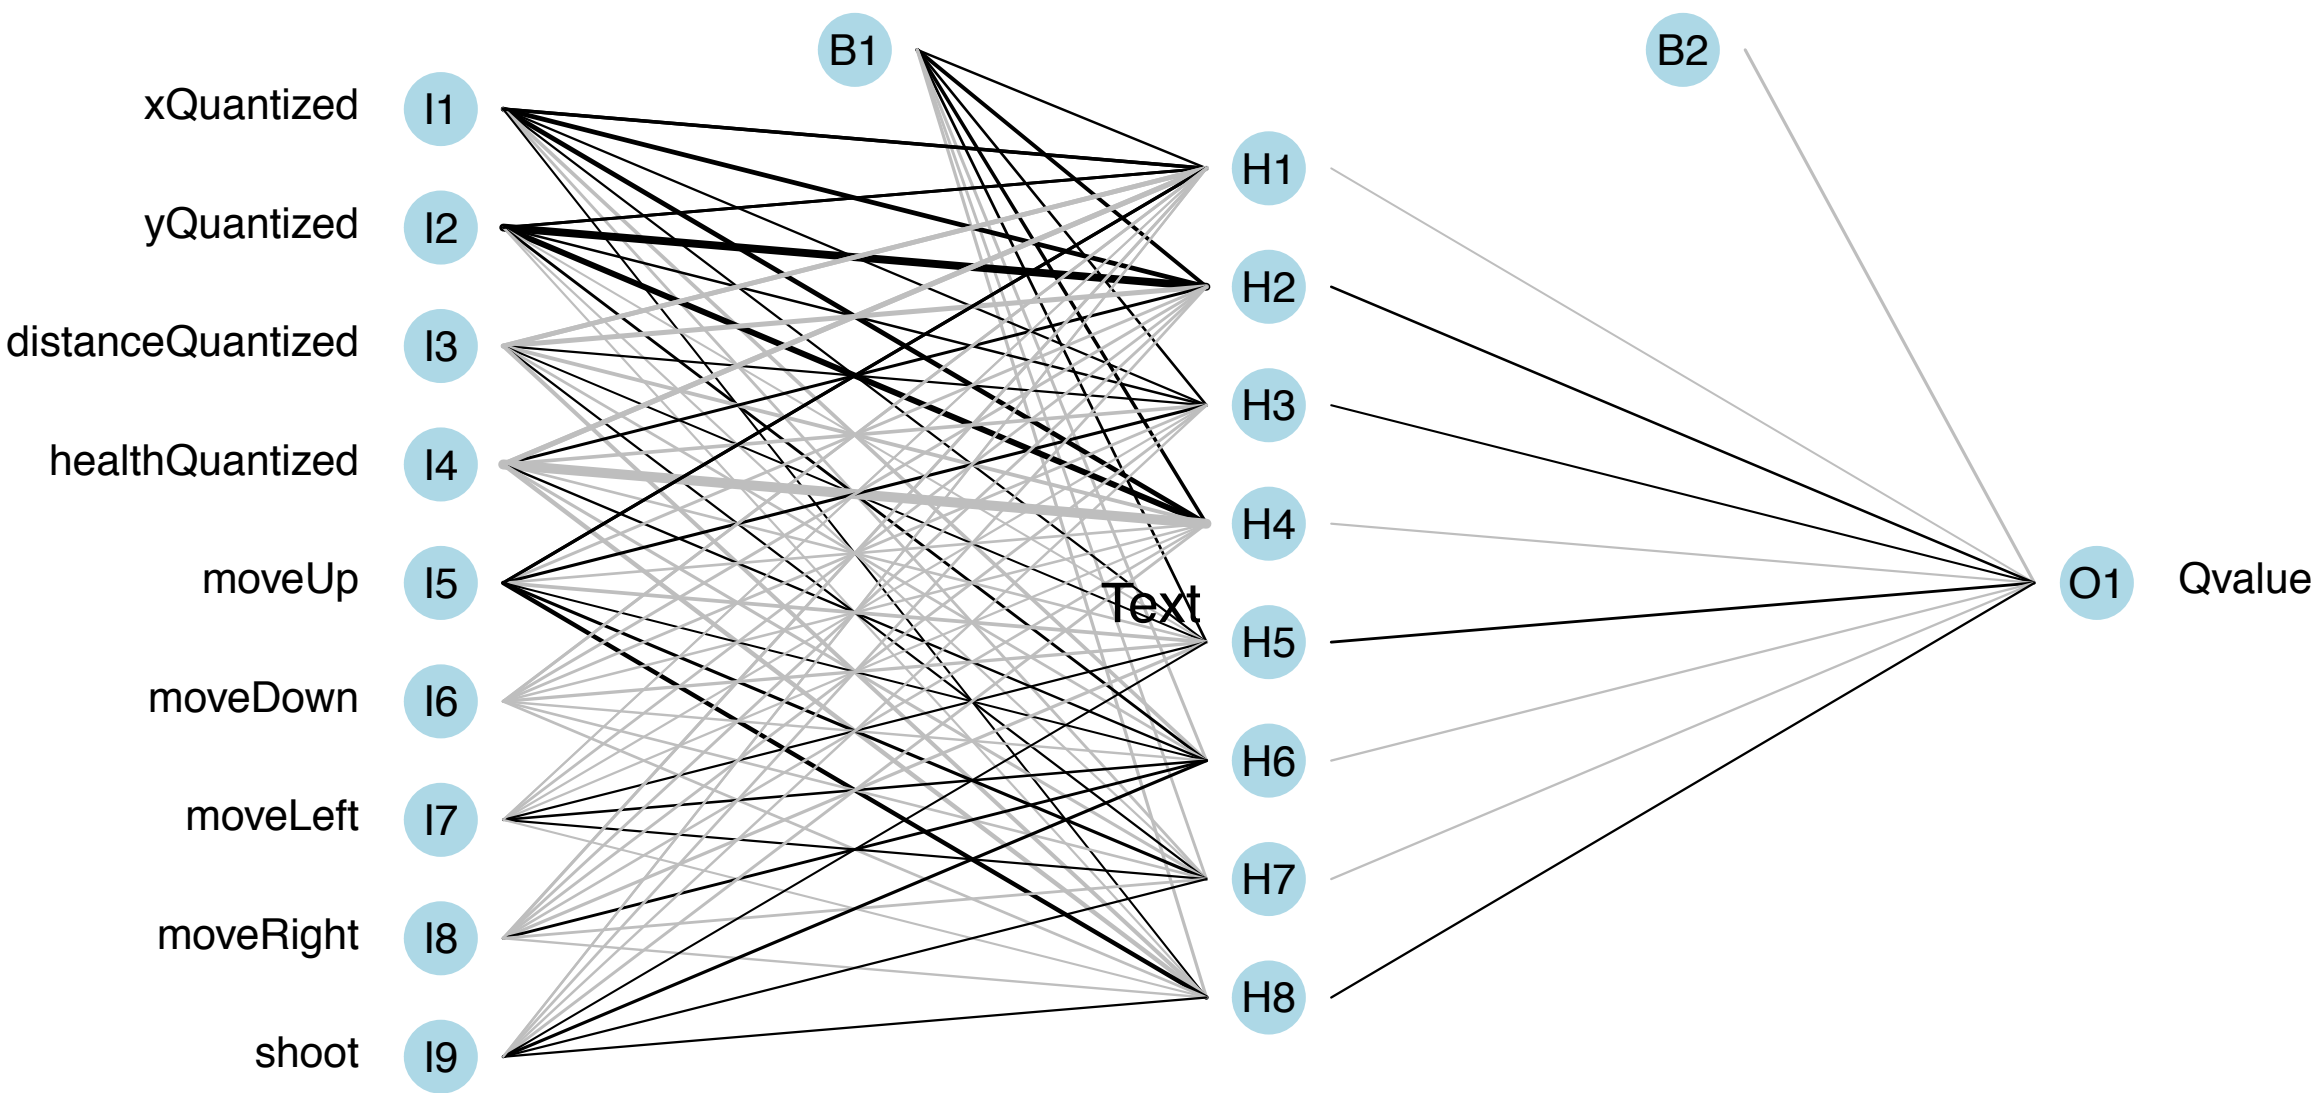 B1
B2
xQuantized I1
H1
yQuantized I2
H2
distanceQuantized I3
H3
healthQuantized I4
H4
moveUp I5
O1 Qvalue
Text
H5
moveDown I6
H6
moveLeft I7
H7
moveRight I8
H8
shoot I9